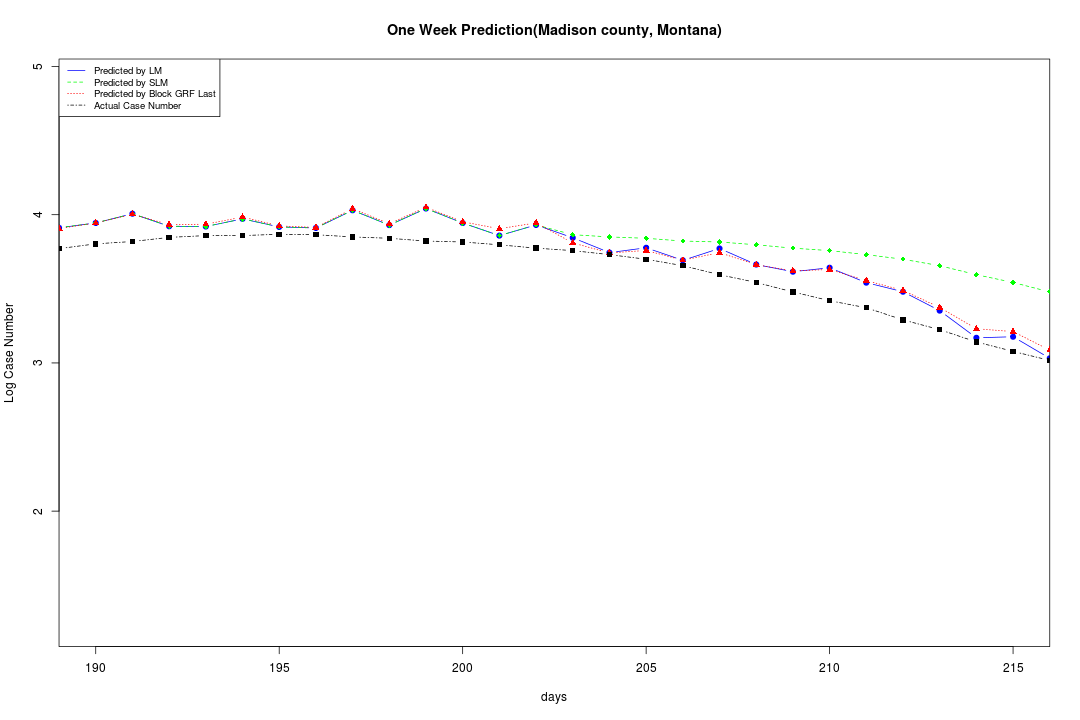 One Week Prediction(Madison county, Montana)
Predicted by LM
Predicted by SLM
Predicted by Block GRF Last
Actual Case Number
5
4
3
2
Log Case Number
190 195 200 205 210 215
days